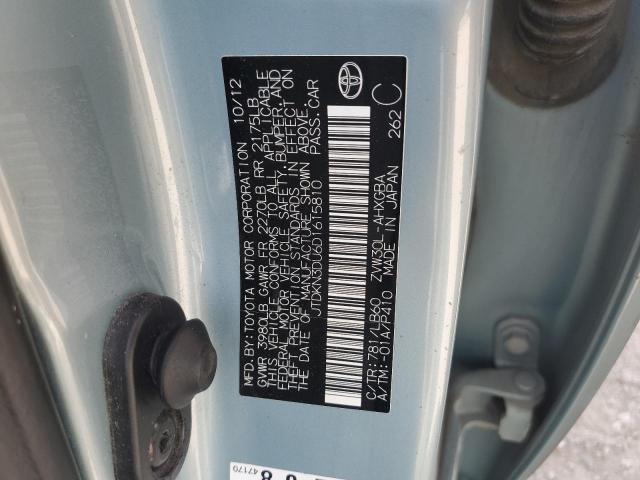 MFD.BY:TOYOTA MOTOR CORPORATION 10/12
GVWR 3980LB GAWR FR 2270LB RR 2175LB
THIS VEHICLE CONFORMS TO ALL APPLICABLE
FEDERAL MOTOR VEHICLE SAFETY, BUMPER, AND
THEFT PREVENTION STANDARDS IN EFFECT ON
THE DATE OF MANUFACTURE SHOWN ABOVE.
JTDKN3DU6D1615810 PASS.CAR
C/TR:781/LB60 ZVW30L-AHXGBA
A/TM:-01A/P410 MADE IN JAPAN
262 C
47170